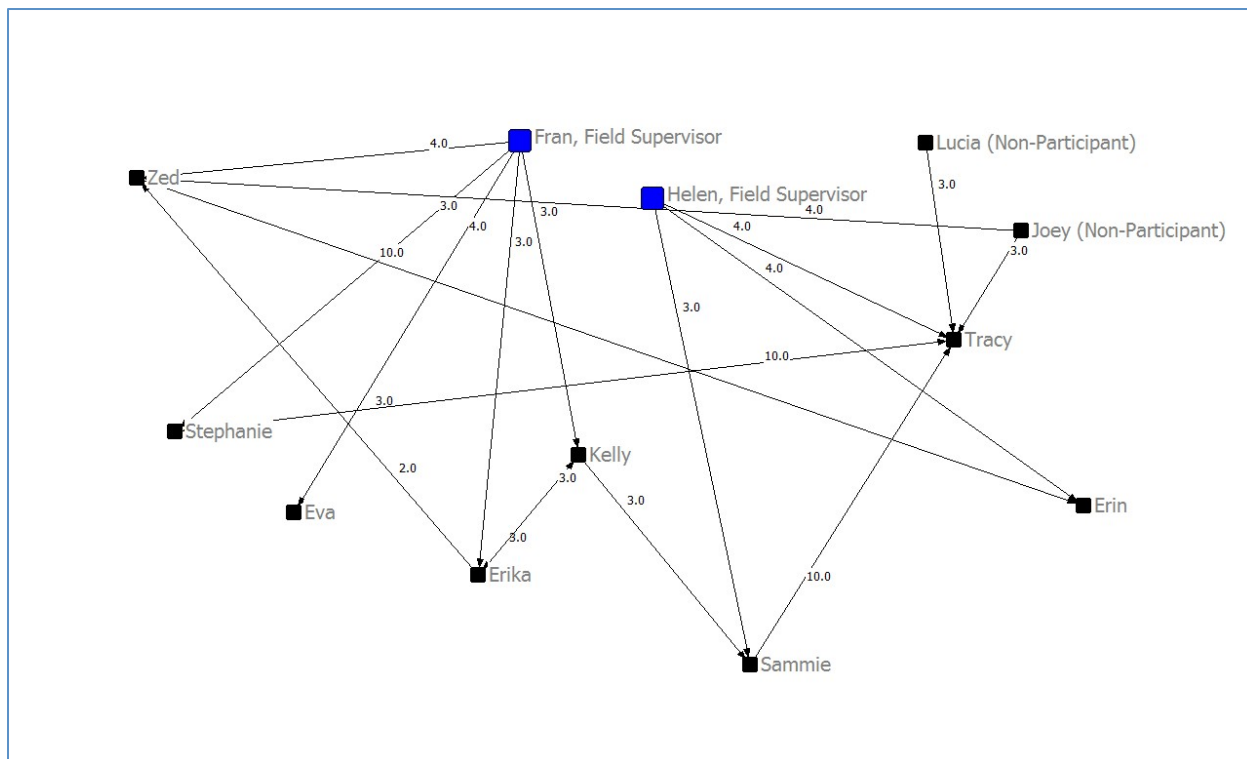 Fran, Field Supervisor
Lucia (Non-Participant)
4.0
Zed
3.0
Helen, Field Supervisor
3.0
3.0
4.0
4.0
4.0
Joey (Non-Participant)
3.0
10.0
3.0
4.0
3.0
Tracy
10.0
3.0
Stephanie
Kelly
2.0
3.0
3.0
Erin
Eva
3.0
Erika
10.0
Sammie